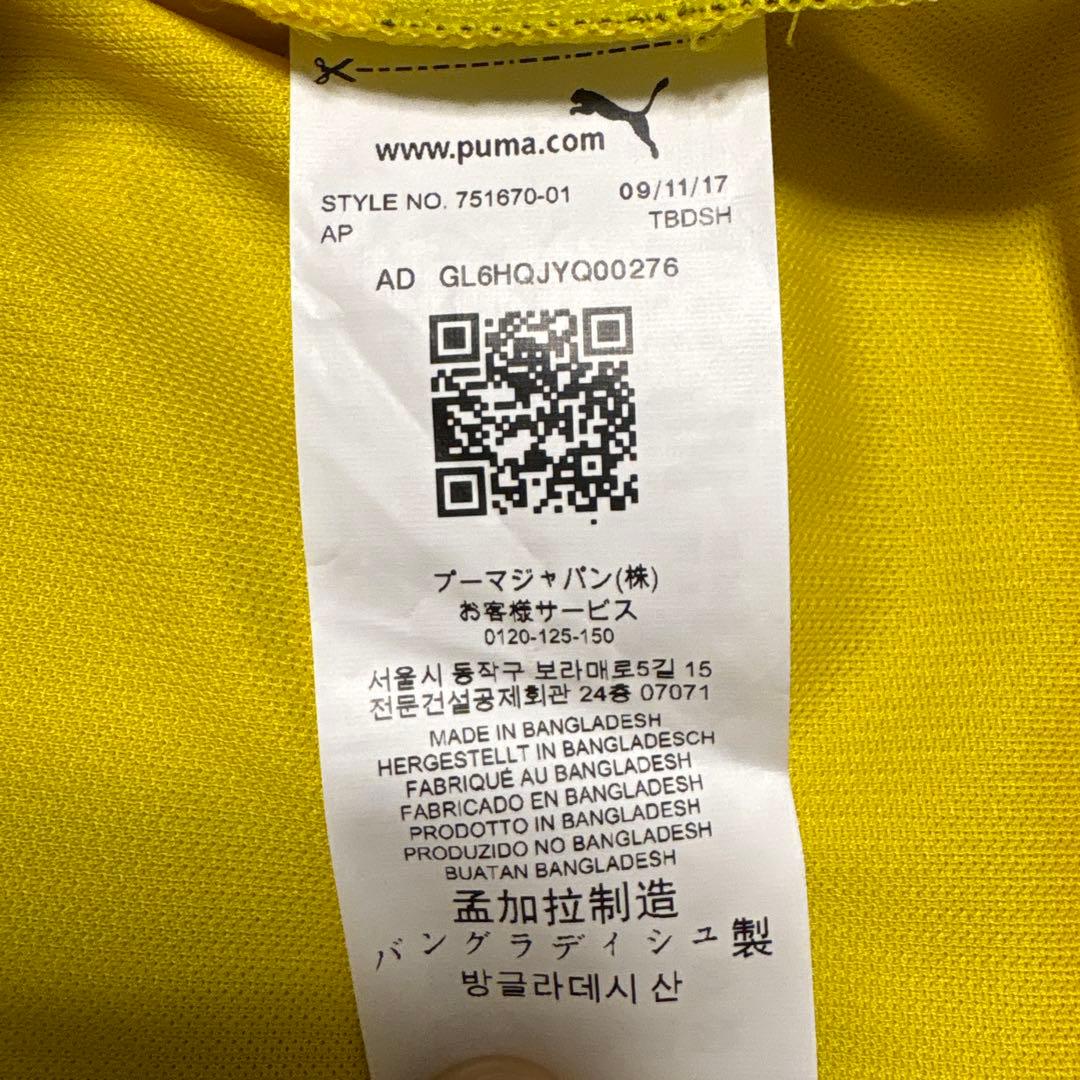 www.puma.com
STYLE NO. 751670-01 09/11/17
AP TBDSH
AD GL6HQJYQ00276
プーマジャパン(株)
お客様サービス
0120-125-150
서울시 동작구 보라매로5길 15
전문건설공제회관 24층 07071
MADE IN BANGLADESH
HERGESTELLT IN BANGLADESCH
FABRIQUÉ AU BANGLADESH
FABRICADO EN BANGLADESH
PRODOTTO IN BANGLADESH
PRODUZIDO NO BANGLADESH
BUATAN BANGLADESH
孟加拉制造
バングラディシュ製
방글라데시 산